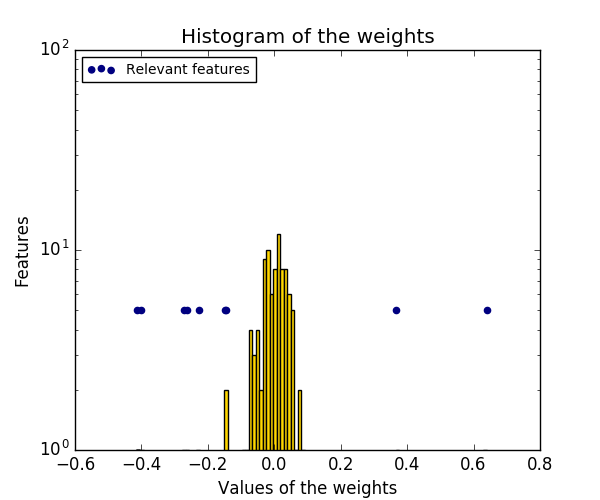 Histogram of the weights
10²
Relevant features
Features
10¹
10⁰
−0.6 −0.4 −0.2 0.0 0.2 0.4 0.6 0.8
Values of the weights